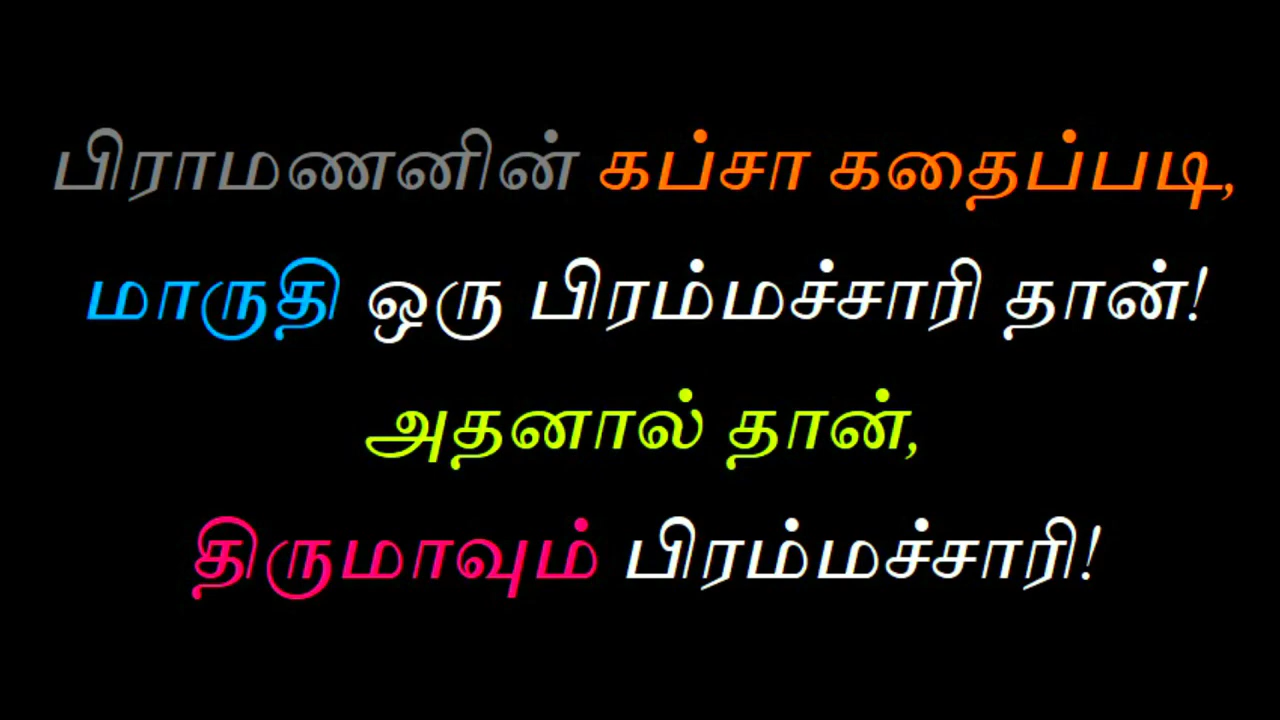 பிராமணனின் கப்சா கதைப்படி,
மாருதி ஒரு பிரம்மச்சாரி தான்!
அதனால் தான்,
திருமாவும் பிரம்மச்சாரி!